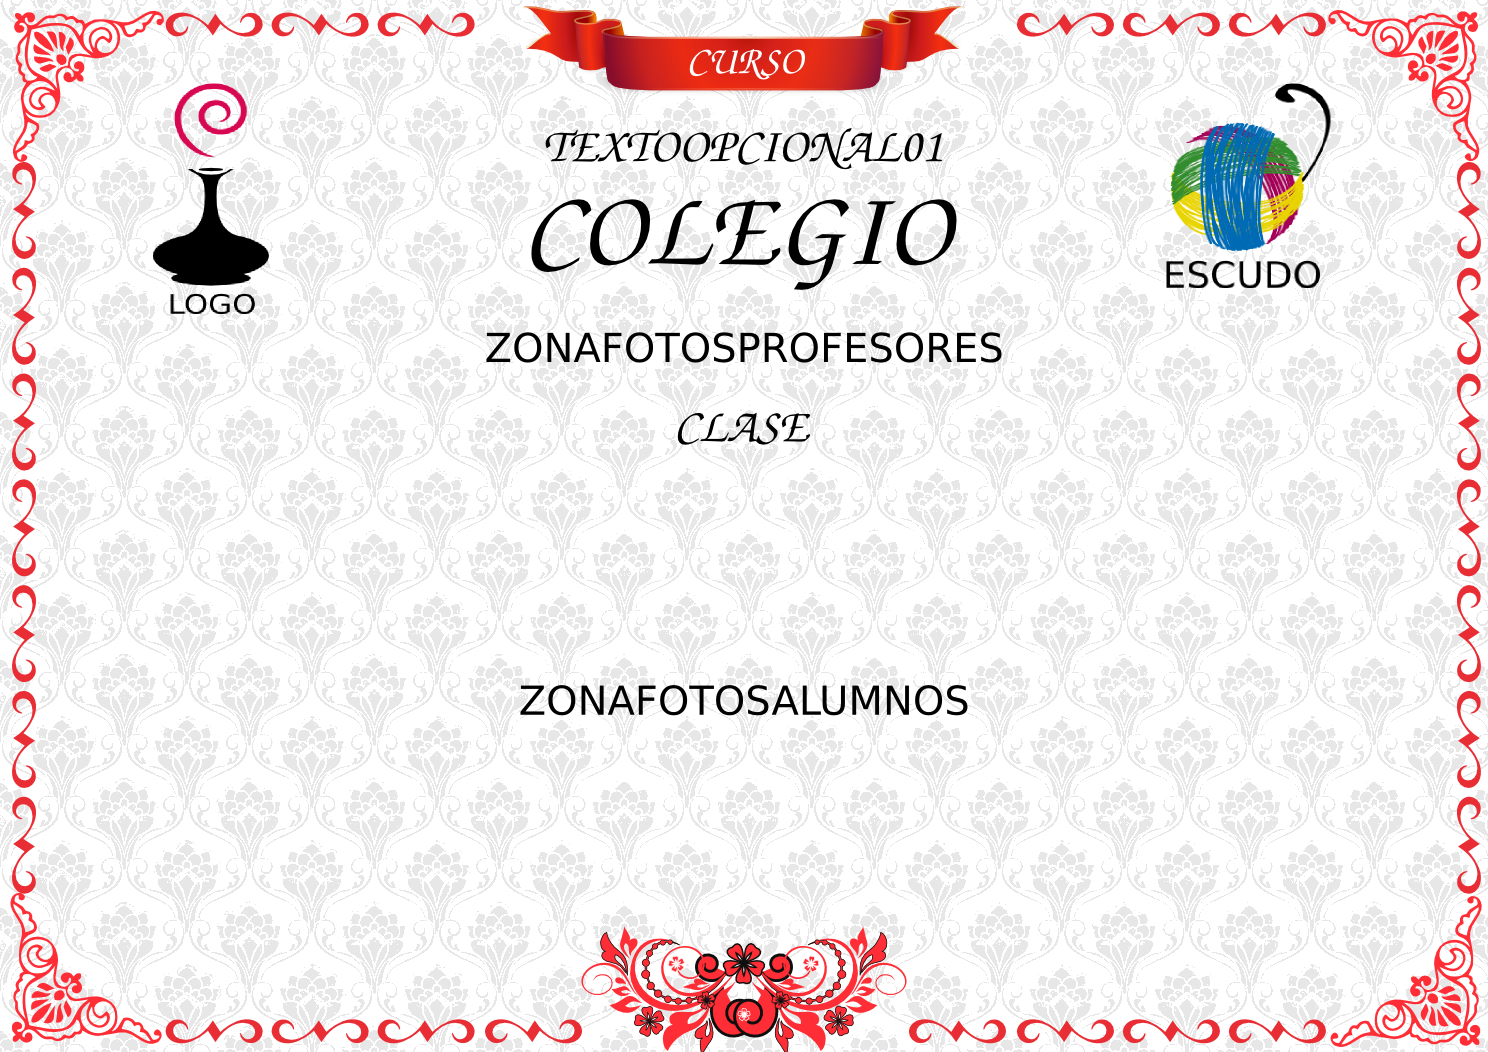 CURSO
TEXTOOPCIONAL01
COLEGIO
LOGO
ESCUDO
ZONAFOTOSPROFESORES
CLASE
ZONAFOTOSALUMNOS